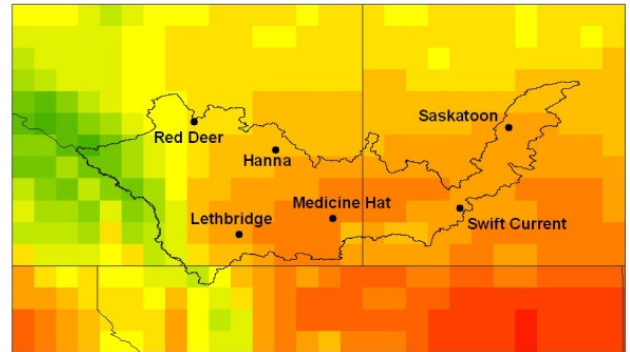 Saskatoon
Red Deer
Hanna
Medicine Hat
Lethbridge
Swift Current